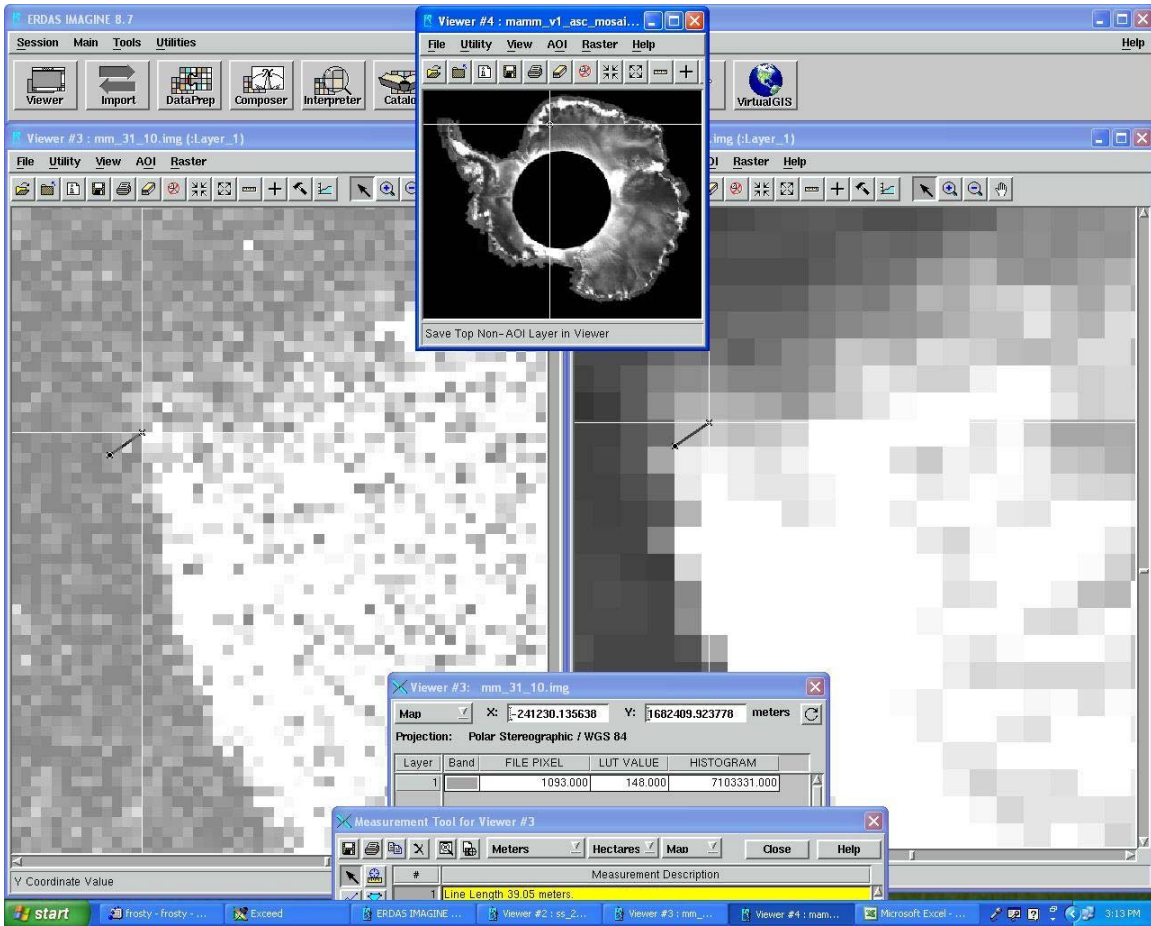 ERDAS IMAGINE 8.7
Session Main Tools Utilities
Help
Viewer Import DataPrep Composer Interpreter Catalo VirtualGIS
Viewer #4 : mamm_v1_asc_mosai...
File Utility View AOI Raster Help
Save Top Non-AOI Layer in Viewer
Viewer #3 : mm_31_10.img (:Layer_1)
File Utility View AOI Raster
.img (:Layer_1)
OI Raster Help
Viewer #3: mm_31_10.img
Map X: -241230.135638 Y: 1682409.923778 meters
Projection: Polar Stereographic / WGS 84
Layer Band FILE PIXEL LUT VALUE HISTOGRAM
1 1093.000 148.000 7103331.000
Measurement Tool for Viewer #3
Meters Hectares Map Close Help
# Measurement Description
1 Line Length 39.05 meters.
Y Coordinate Value
start frosty - frosty - ... Exceed ERDAS IMAGINE ... Viewer #2 : ss_2... Viewer #3 : mm_... Viewer #4 : mam... Microsoft Excel - ... 3:13 PM